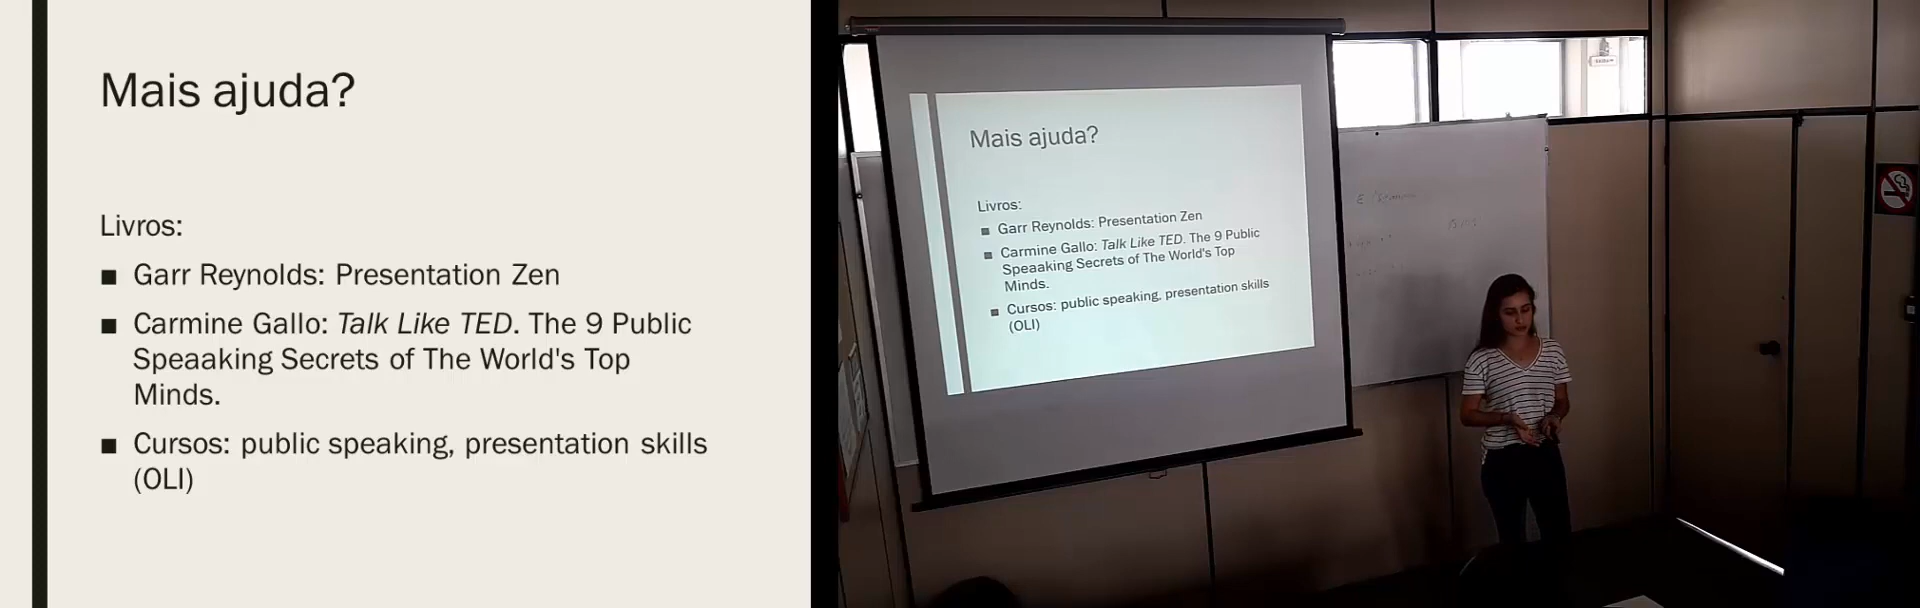 Mais ajuda?
Livros:
■ Garr Reynolds: Presentation Zen
■ Carmine Gallo: Talk Like TED. The 9 Public
Speaaking Secrets of The World's Top
Minds.
■ Cursos: public speaking, presentation skills
(OLI)
Mais ajuda?
Livros:
■ Garr Reynolds: Presentation Zen
■ Carmine Gallo: Talk Like TED. The 9 Public
Speaaking Secrets of The World's Top
Minds.
■ Cursos: public speaking, presentation skills
(OLI)